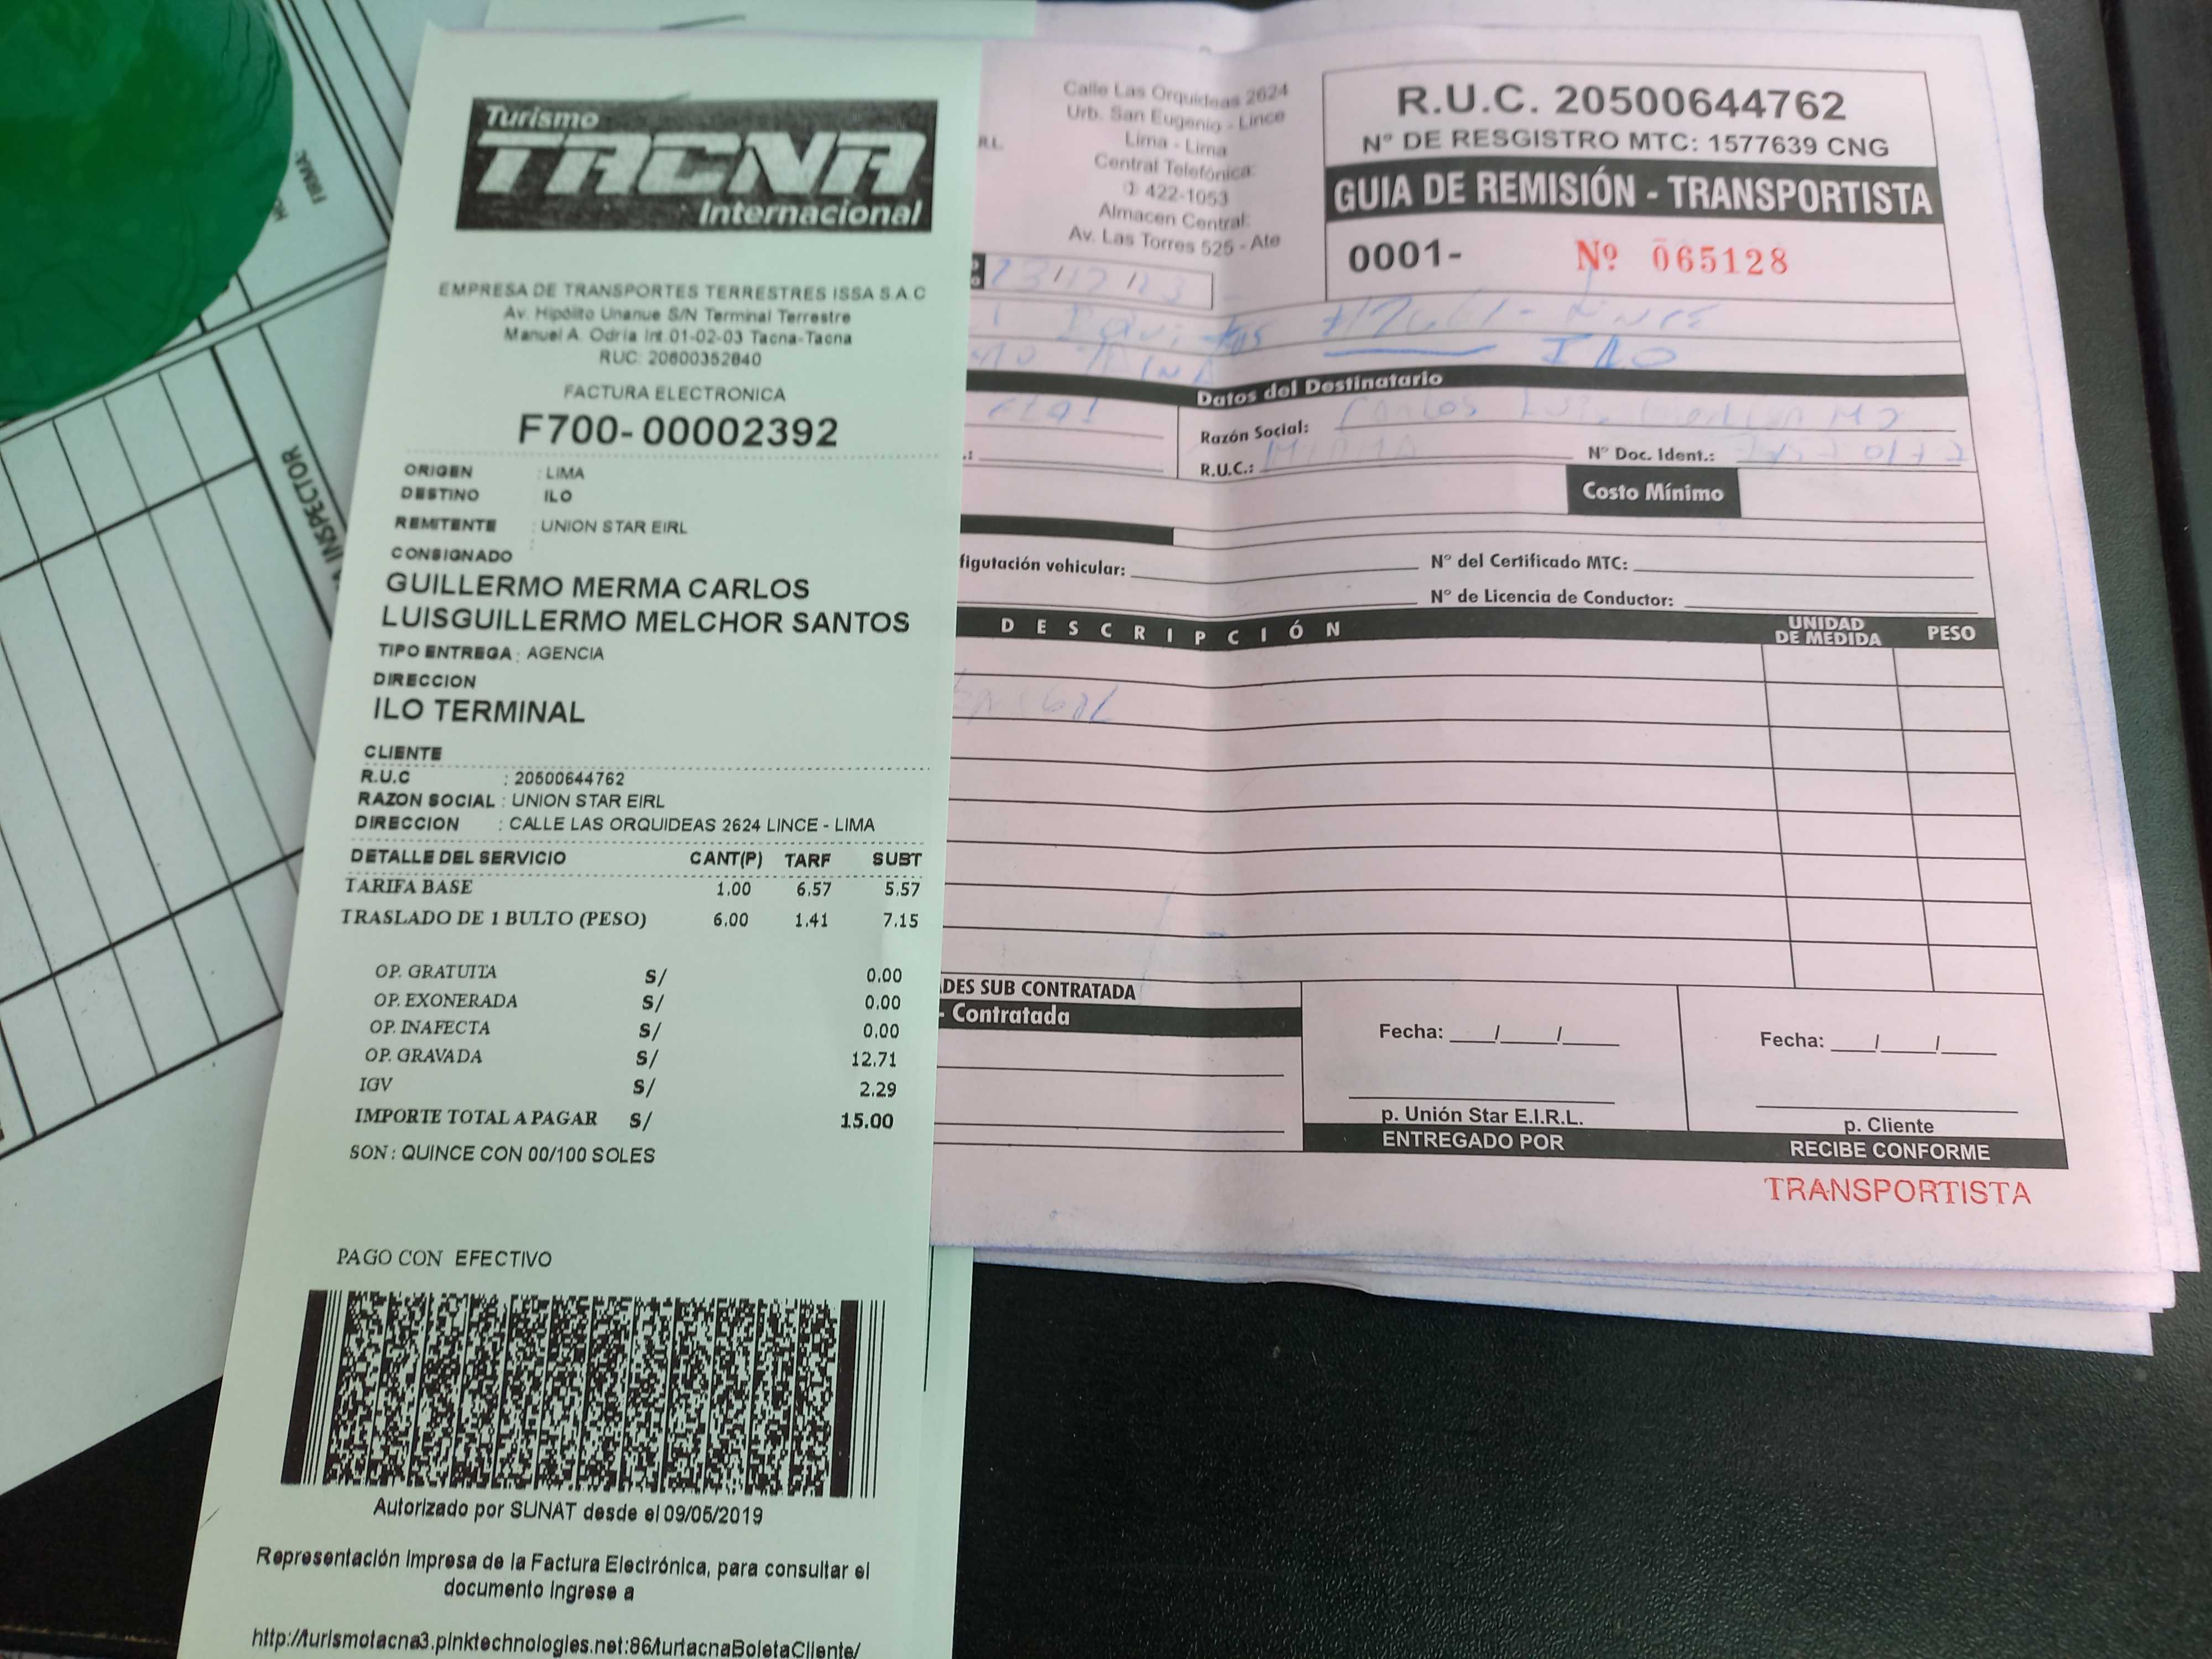 Turismo
TACNA
Internacional
EMPRESA DE TRANSPORTES TERRESTRES ISSA S.A.C
Av. Hipólito Unanue S/N Terminal Terrestre
Manuel A. Odría Int.01-02-03 Tacna-Tacna
RUC: 20600352840
FACTURA ELECTRONICA
F700-00002392
ORIGEN : LIMA
DESTINO ILO
REMITENTE : UNION STAR EIRL
CONSIGNADO :
GUILLERMO MERMA CARLOS
LUISGUILLERMO MELCHOR SANTOS
TIPO ENTREGA : AGENCIA
DIRECCION
ILO TERMINAL
CLIENTE
R.U.C : 20500644762
RAZON SOCIAL : UNION STAR EIRL
DIRECCION : CALLE LAS ORQUIDEAS 2624 LINCE - LIMA
DETALLE DEL SERVICIO CANT(P) TARF SUBT
TARIFA BASE 1.00 6.57 5.57
TRASLADO DE 1 BULTO (PESO) 6.00 1.41 7.15
OP. GRATUITA S/ 0.00
OP. EXONERADA S/ 0.00
OP. INAFECTA S/ 0.00
OP. GRAVADA S/ 12.71
IGV S/ 2.29
IMPORTE TOTAL A PAGAR S/ 15.00
SON : QUINCE CON 00/100 SOLES
PAGO CON EFECTIVO
Autorizado por SUNAT desde el 09/05/2019
Representación Impresa de la Factura Electrónica, para consultar el
documento Ingrese a
http://turismotacna3.pinktechnologies.net:86/turtacnaBoletaCliente/
R.L.
Calle Las Orquideas 2624
Urb. San Eugenio - Lince
Lima - Lima
Central Telefónica:
422-1053
Almacen Central:
Av. Las Torres 525 - Ate
R.U.C. 20500644762
Nº DE RESGISTRO MTC: 1577639 CNG
GUIA DE REMISIÓN - TRANSPORTISTA
0001- Nº 065128
ILO
Datos del Destinatario
Razón Social: Carlos
R.U.C.: MERMA Nº Doc. Ident.:
Costo Mínimo
figutación vehicular: Nº del Certificado MTC:
Nº de Licencia de Conductor:
DESCRIPCIÓN UNIDAD DE MEDIDA PESO
ADES SUB CONTRATADA
- Contratada
Fecha: / /
p. Unión Star E.I.R.L.
ENTREGADO POR
Fecha: / /
p. Cliente
RECIBE CONFORME
TRANSPORTISTA
FIRMA:
INSPECTOR